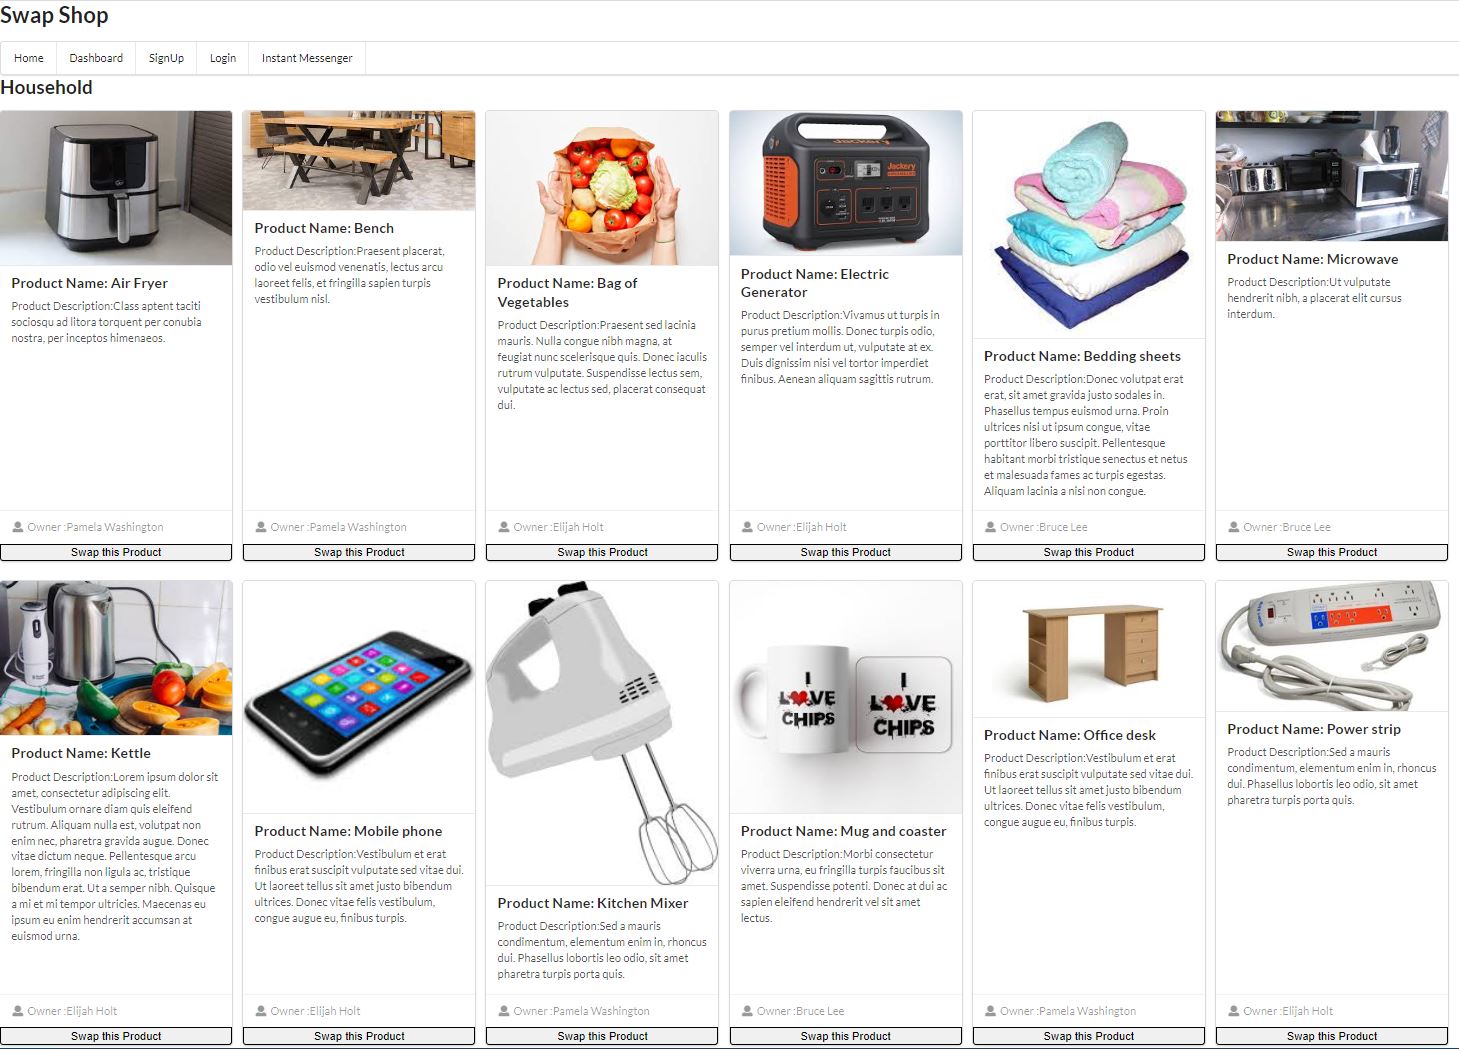 Swap Shop
Home
Dashboard
SignUp
Login
Instant Messenger
Household
Product Name: Air Fryer
Product Description:Class aptent taciti
sociosqu ad litora torquent per conubia
nostra, per inceptos himenaeos.
Owner :Pamela Washington
Swap this Product
Product Name: Bench
Product Description:Praesent placerat,
odio vel euismod venenatis, lectus arcu
laoreet felis, et fringilla sapien turpis
vestibulum nisl.
Owner :Pamela Washington
Swap this Product
Product Name: Bag of
Vegetables
Product Description:Praesent sed lacinia
mauris. Nulla congue nibh magna, at
feugiat nunc scelerisque quis. Donec iaculis
rutrum vulputate. Suspendisse lectus sem,
vulputate ac lectus sed, placerat consequat
dui.
Owner :Elijah Holt
Swap this Product
Jackery
Jackery
Product Name: Electric
Generator
Product Description:Vivamus ut turpis in
purus pretium mollis. Donec turpis odio,
semper vel interdum ut, vulputate at ex.
Duis dignissim nisi vel tortor imperdiet
finibus. Aenean aliquam sagittis rutrum.
Owner :Elijah Holt
Swap this Product
Product Name: Bedding sheets
Product Description:Donec volutpat erat
erat, sit amet gravida justo sodales in.
Phasellus tempus euismod urna. Proin
ultrices nisi ut ipsum congue, vitae
porttitor libero suscipit. Pellentesque
habitant morbi tristique senectus et netus
et malesuada fames ac turpis egestas.
Aliquam lacinia a nisi non congue.
Owner :Bruce Lee
Swap this Product
Product Name: Microwave
Product Description:Ut vulputate
hendrerit nibh, a placerat elit cursus
interdum.
Owner :Bruce Lee
Swap this Product
Product Name: Kettle
Product Description:Lorem ipsum dolor sit
amet, consectetur adipiscing elit.
Vestibulum ornare diam quis eleifend
rutrum. Aliquam nulla est, volutpat non
enim nec, pharetra gravida augue. Donec
vitae dictum neque. Pellentesque arcu
lorem, fringilla non ligula ac, tristique
bibendum erat. Ut a semper nibh. Quisque
a mi et mi tempor ultricies. Maecenas eu
ipsum eu enim hendrerit accumsan at
euismod urna.
Owner :Elijah Holt
Swap this Product
Product Name: Mobile phone
Product Description:Vestibulum et erat
finibus erat suscipit vulputate sed vitae dui.
Ut laoreet tellus sit amet justo bibendum
ultrices. Donec vitae felis vestibulum,
congue augue eu, finibus turpis.
Owner :Elijah Holt
Swap this Product
Product Name: Kitchen Mixer
Product Description:Sed a mauris
condimentum, elementum enim in, rhoncus
dui. Phasellus lobortis leo odio, sit amet
pharetra turpis porta quis.
Owner :Pamela Washington
Swap this Product
I
LOVE
CHIPS
I
LOVE
CHIPS
Product Name: Mug and coaster
Product Description:Morbi consectetur
viverra urna, eu fringilla turpis faucibus sit
amet. Suspendisse potenti. Donec at dui ac
sapien eleifend hendrerit vel sit amet
lectus.
Owner :Bruce Lee
Swap this Product
Product Name: Office desk
Product Description:Vestibulum et erat
finibus erat suscipit vulputate sed vitae dui.
Ut laoreet tellus sit amet justo bibendum
ultrices. Donec vitae felis vestibulum,
congue augue eu, finibus turpis.
Owner :Pamela Washington
Swap this Product
Product Name: Power strip
Product Description:Sed a mauris
condimentum, elementum enim in, rhoncus
dui. Phasellus lobortis leo odio, sit amet
pharetra turpis porta quis.
Owner :Elijah Holt
Swap this Product